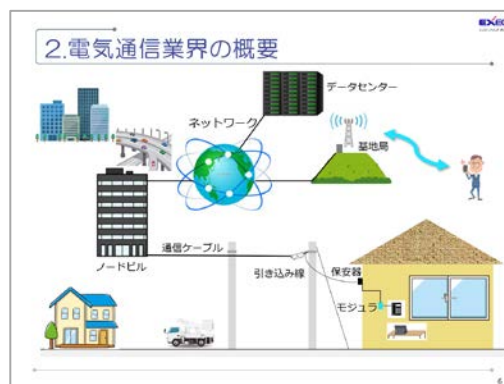 2.電気通信業界の概要
データセンター
ネットワーク
基地局
ノードビル
通信ケーブル
引き込み線
保安器
モジュラ
6